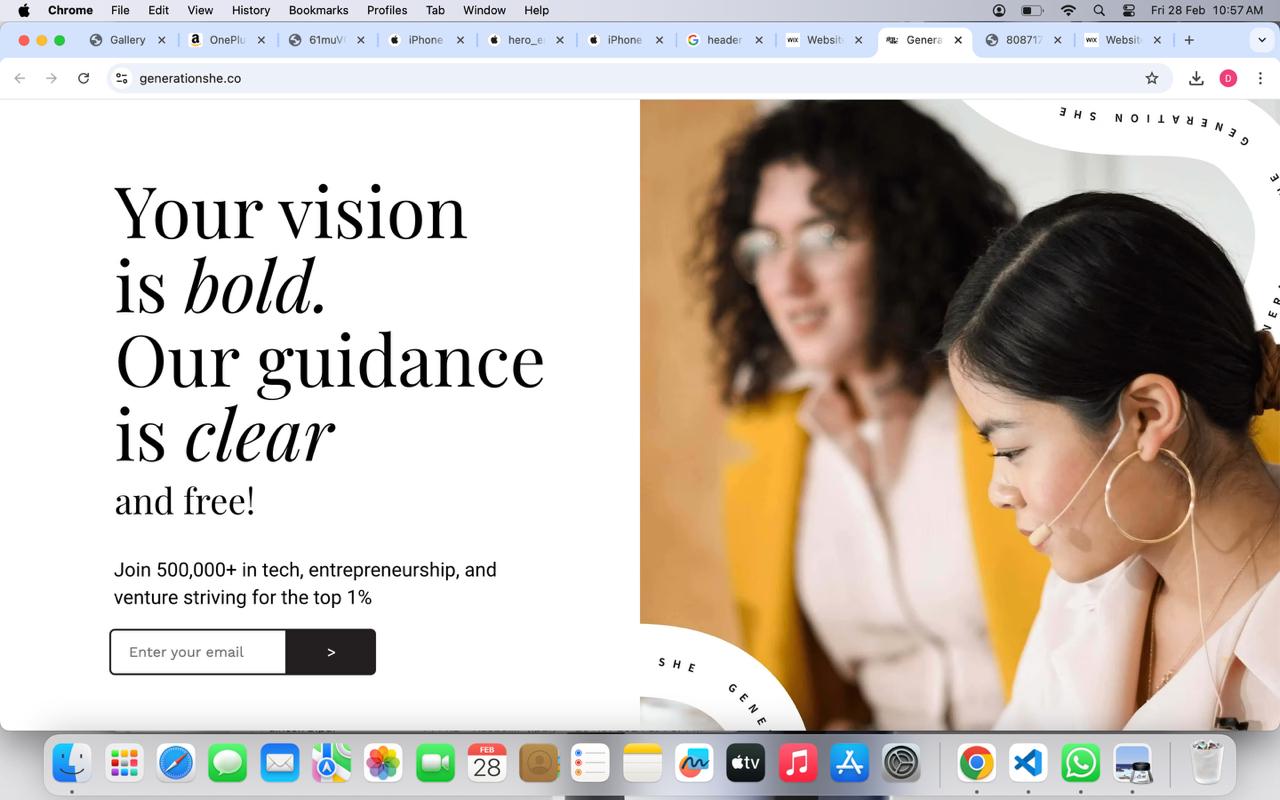 Chrome File Edit View History Bookmarks Profiles Tab Window Help Fri 28 Feb 10:57 AM
Gallery OnePlu 61muV iPhone hero_e iPhone header Websit Genera 808717 Websit
generationshe.co D
GENERATION SHE
Your vision
is bold.
Our guidance
is clear
and free!
Join 500,000+ in tech, entrepreneurship, and
venture striving for the top 1%
Enter your email >
SHE GENE
FEB
28
tv